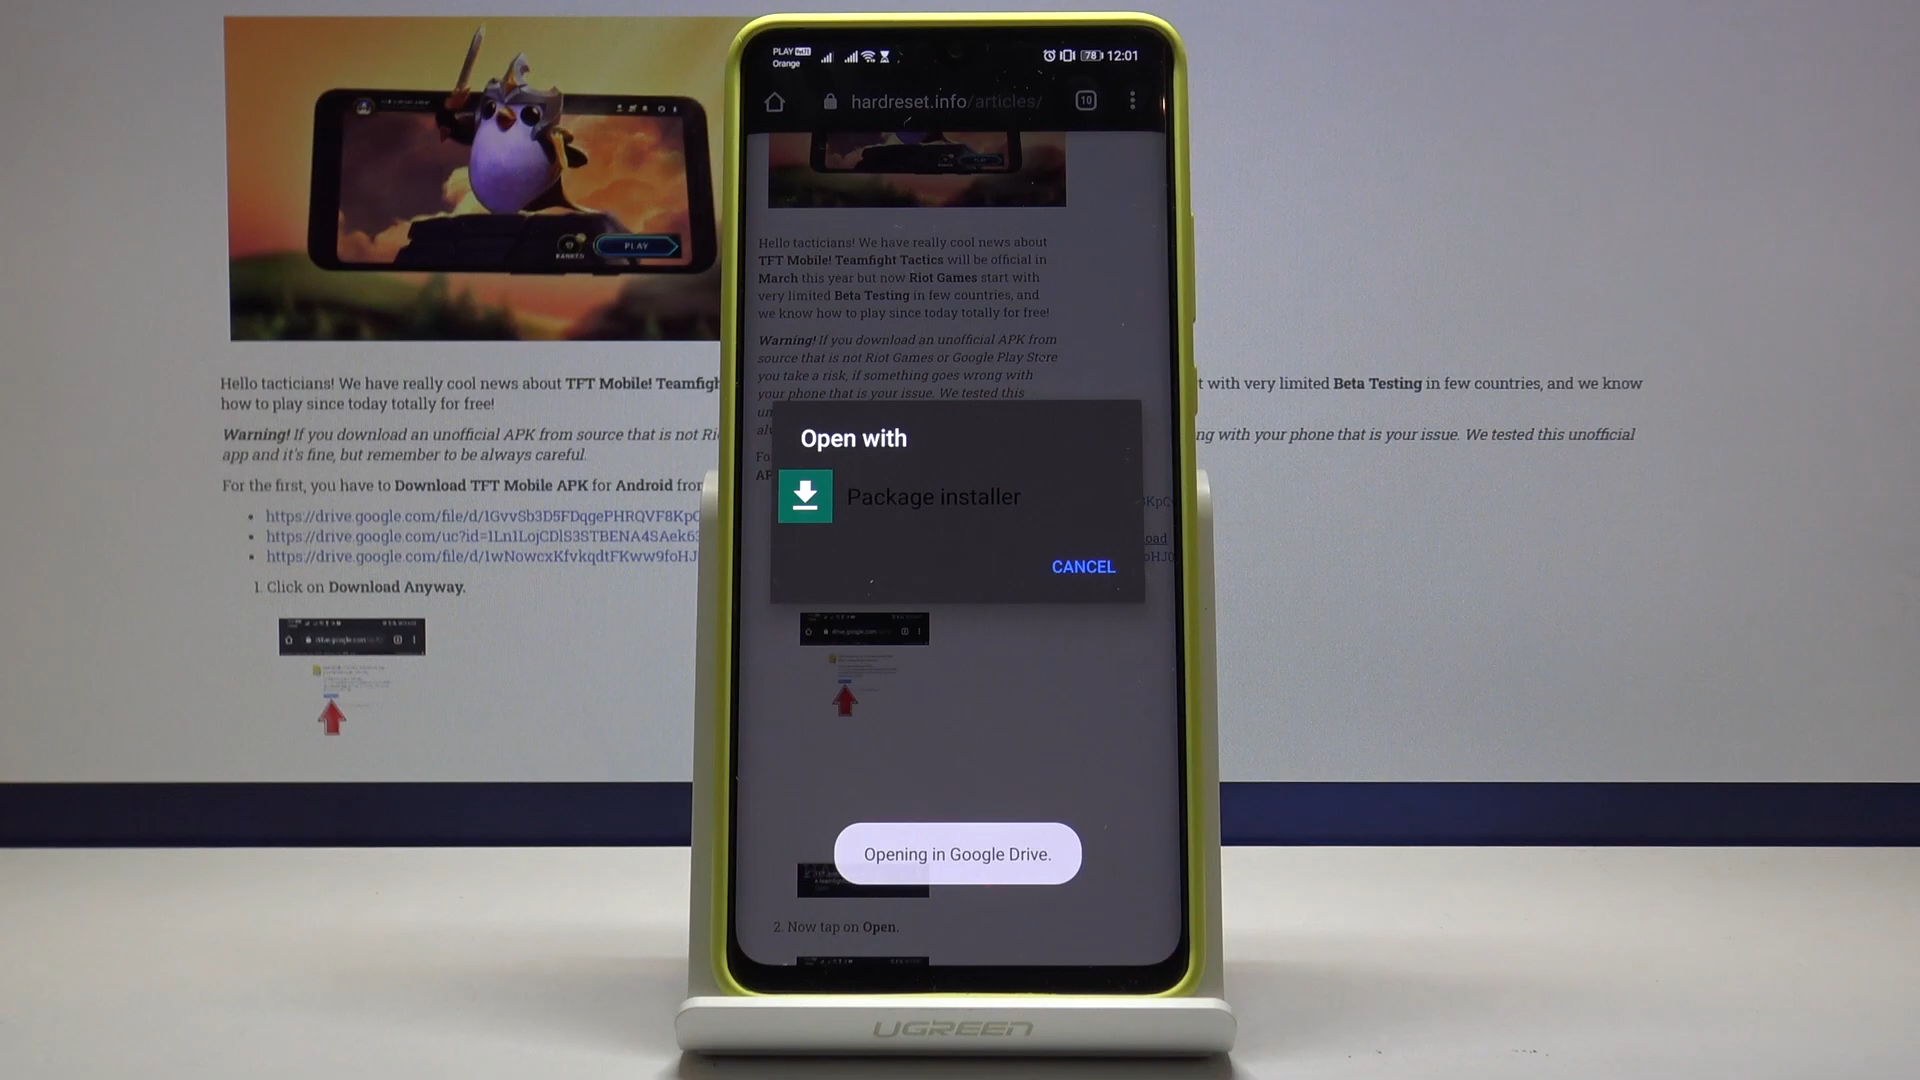 RANKED
PLAY
Hello tacticians! We have really cool news about TFT Mobile! Teamfigh
t with very limited Beta Testing in few countries, and we know
how to play since today totally for free!
Warning! If you download an unofficial APK from source that is not Ri
ng with your phone that is your issue. We tested this unofficial
app and it's fine, but remember to be always careful.
For the first, you have to Download TFT Mobile APK for Android from
https://drive.google.com/file/d/1GvvSb3D5FDqgePHRQVF8KpC
https://drive.google.com/uc?id=1Ln1LojCDlS3STBENA4SAek63
https://drive.google.com/file/d/1wNowcxKfvkqdtFKww9foHJ
1. Click on Download Anyway.
PLAY VoLTE
Orange
78 12:01
hardreset.info/articles/
10
PLAY
Hello tacticians! We have really cool news about
TFT Mobile! Teamfight Tactics will be official in
March this year but now Riot Games start with
very limited Beta Testing in few countries, and
we know how to play since today totally for free!
Warning! If you download an unofficial APK from
source that is not Riot Games or Google Play Store
you take a risk, if something goes wrong with
your phone that is your issue. We tested this
Open with
Package installer
CANCEL
Opening in Google Drive.
2. Now tap on Open.
UGREEN